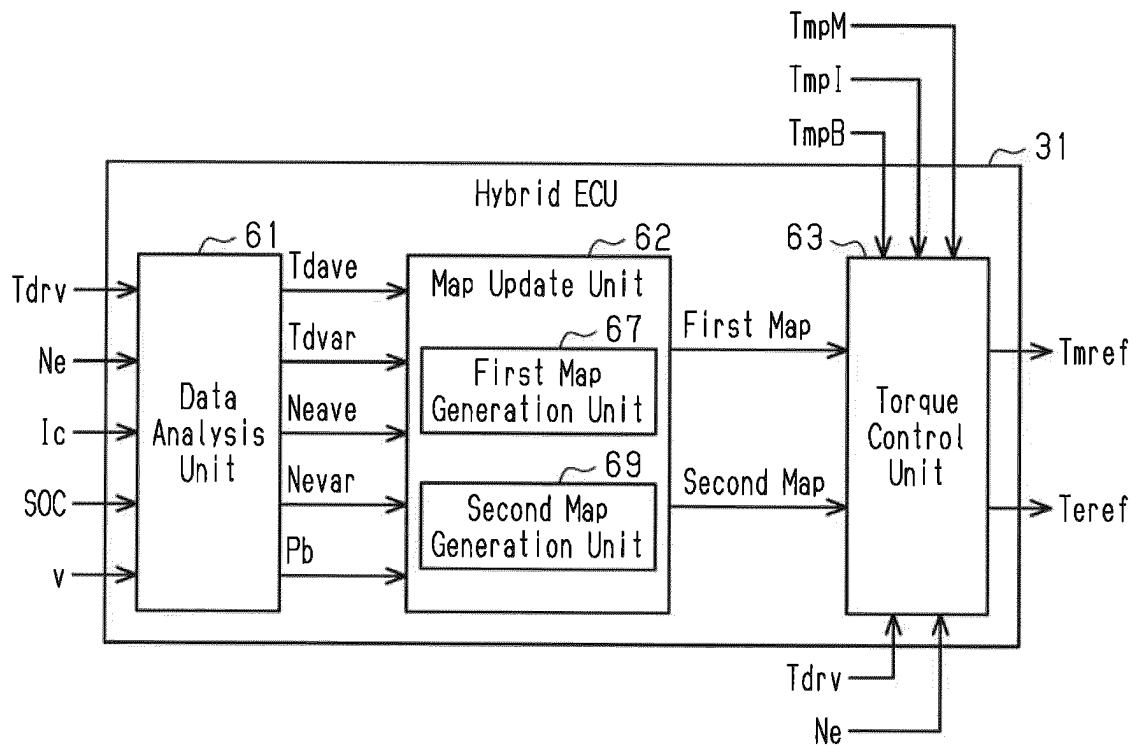 TmpM
TmpI
TmpB
31
Hybrid ECU
61
62
63
Tdrv
Ne
Ic
SOC
v
Data
Analysis
Unit
Tdave
Tdvar
Neave
Nevar
Pb
Map Update Unit
67
First Map
Generation Unit
69
Second Map
Generation Unit
First Map
Second Map
Torque
Control
Unit
Tmref
Teref
Tdrv
Ne